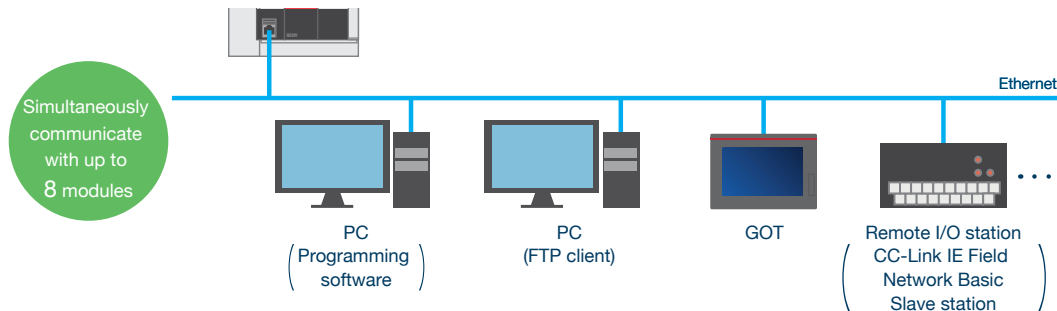 Ethernet
Simultaneously
communicate
with up to
8 modules
PC
(Programming
software)
PC
(FTP client)
GOT
Remote I/O station
(CC-Link IE Field
Network Basic
Slave station)
...